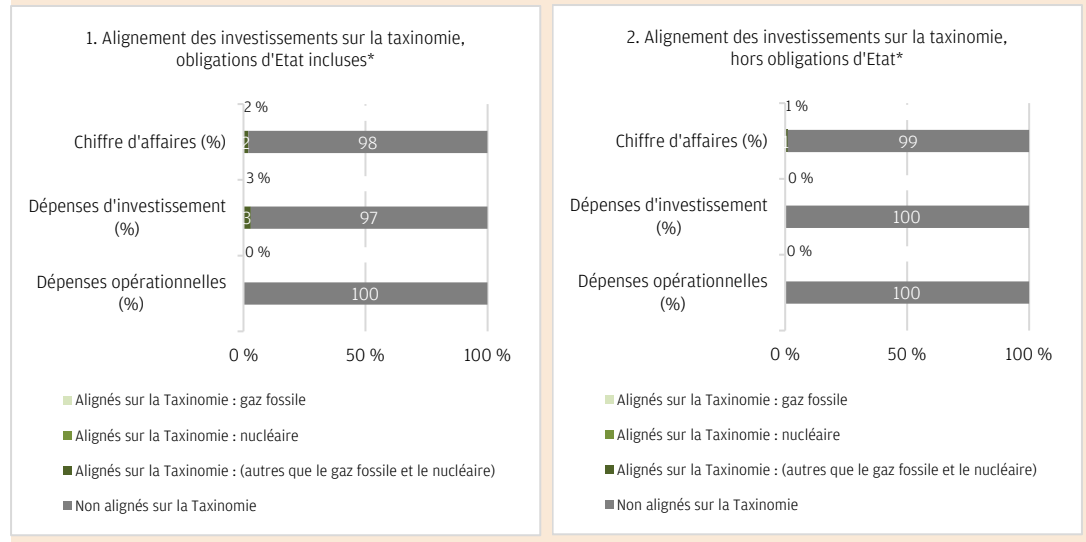 1. Alignement des investissements sur la taxinomie,
obligations d'Etat incluses*
2 %
Chiffre d'affaires (%)
2
98
3 %
Dépenses d'investissement
(%)
3
97
0 %
Dépenses opérationnelles
(%)
100
0 %
50 %
100 %
Alignés sur la Taxinomie : gaz fossile
Alignés sur la Taxinomie : nucléaire
Alignés sur la Taxinomie : (autres que le gaz fossile et le nucléaire)
Non alignés sur la Taxinomie
2. Alignement des investissements sur la taxinomie,
hors obligations d'Etat*
1 %
Chiffre d'affaires (%)
1
99
0 %
Dépenses d'investissement
(%)
100
0 %
Dépenses opérationnelles
(%)
100
0 %
50 %
100 %
Alignés sur la Taxinomie : gaz fossile
Alignés sur la Taxinomie : nucléaire
Alignés sur la Taxinomie : (autres que le gaz fossile et le nucléaire)
Non alignés sur la Taxinomie